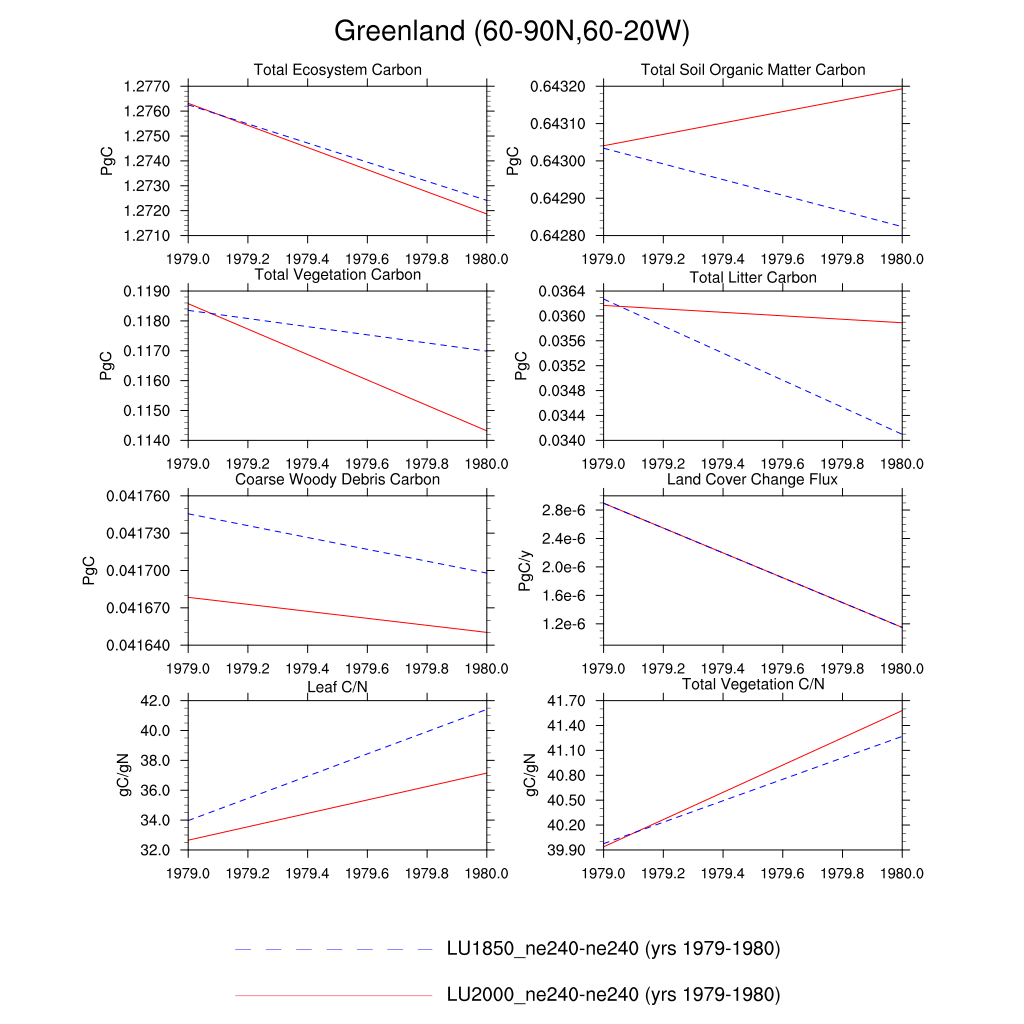 Greenland (60-90N,60-20W)
Total Ecosystem Carbon
1.2770
1.2760
1.2750
1.2740
1.2730
1.2720
1.2710
PgC
1979.0 1979.2 1979.4 1979.6 1979.8 1980.0
Total Soil Organic Matter Carbon
0.64320
0.64310
0.64300
0.64290
0.64280
PgC
1979.0 1979.2 1979.4 1979.6 1979.8 1980.0
Total Vegetation Carbon
0.1190
0.1180
0.1170
0.1160
0.1150
0.1140
PgC
1979.0 1979.2 1979.4 1979.6 1979.8 1980.0
Total Litter Carbon
0.0364
0.0360
0.0356
0.0352
0.0348
0.0344
0.0340
PgC
1979.0 1979.2 1979.4 1979.6 1979.8 1980.0
Coarse Woody Debris Carbon
0.041760
0.041730
0.041700
0.041670
0.041640
PgC
1979.0 1979.2 1979.4 1979.6 1979.8 1980.0
Land Cover Change Flux
2.8e-6
2.4e-6
2.0e-6
1.6e-6
1.2e-6
PgC/y
1979.0 1979.2 1979.4 1979.6 1979.8 1980.0
Leaf C/N
42.0
40.0
38.0
36.0
34.0
32.0
gC/gN
1979.0 1979.2 1979.4 1979.6 1979.8 1980.0
Total Vegetation C/N
41.70
41.40
41.10
40.80
40.50
40.20
39.90
gC/gN
1979.0 1979.2 1979.4 1979.6 1979.8 1980.0
LU1850_ne240-ne240 (yrs 1979-1980)
LU2000_ne240-ne240 (yrs 1979-1980)